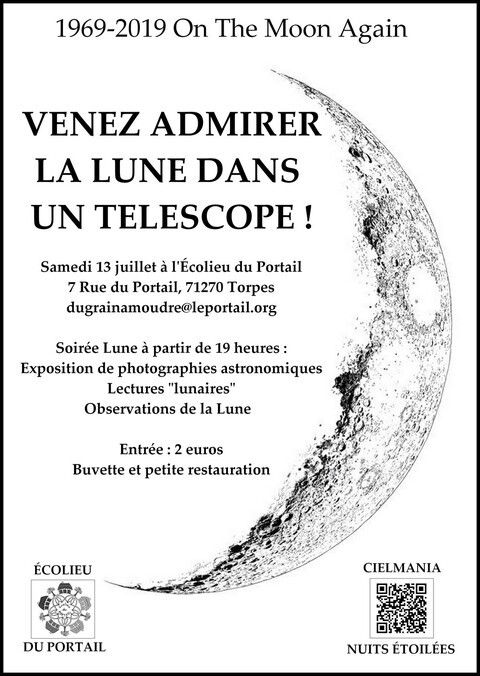 1969-2019 On The Moon Again
VENEZ ADMIRER
LA LUNE DANS
UN TELESCOPE !
Samedi 13 juillet à l'Écolieu du Portail
7 Rue du Portail, 71270 Torpes
dugrainamoudre@leportail.org
Soirée Lune à partir de 19 heures :
Exposition de photographies astronomiques
Lectures "lunaires"
Observations de la Lune
Entrée : 2 euros
Buvette et petite restauration
ÉCOLIEU
DU PORTAIL
CIELMANIA
NUITS ÉTOILÉES